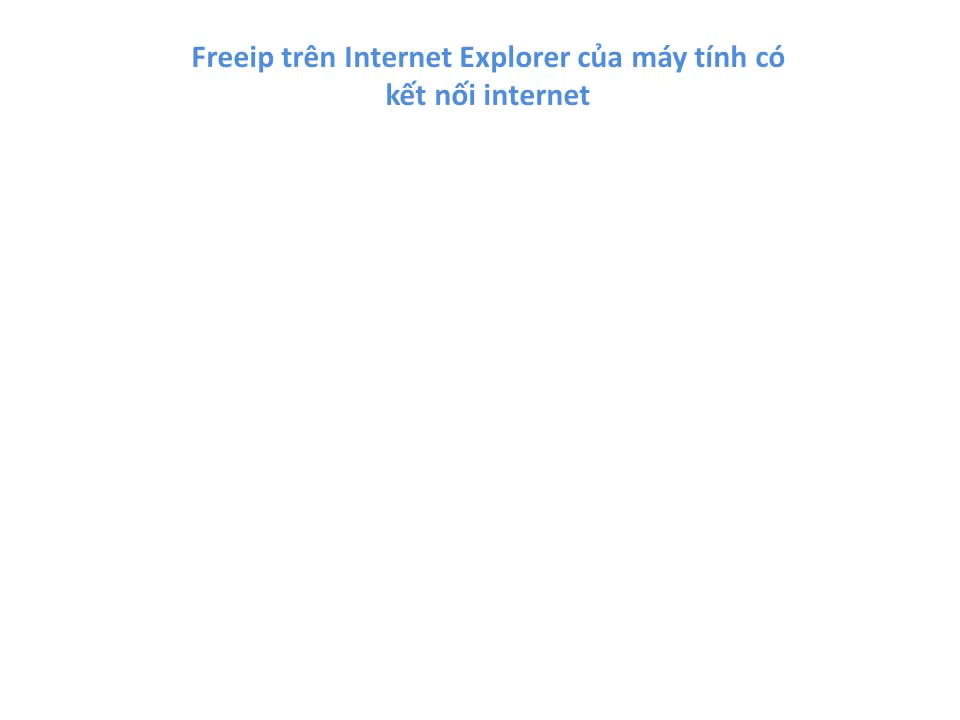 Freeip trên Internet Explorer của máy tính có
kết nối internet